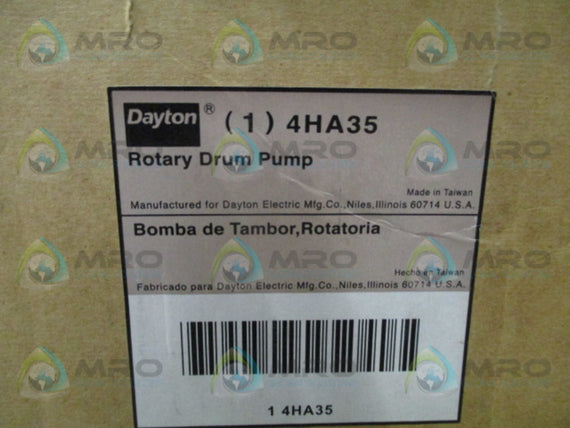 Dayton® (1) 4HA35
Rotary Drum Pump
Made in Taiwan
Manufactured for Dayton Electric Mfg.Co.,Niles,Illinois 60714 U.S.A.
Bomba de Tambor,Rotatoria
Hecho en Taiwan
Fabricado para Dayton Electric Mfg.Co.,Niles,Illinois 60714 U.S.A.
1 4HA35
MRO